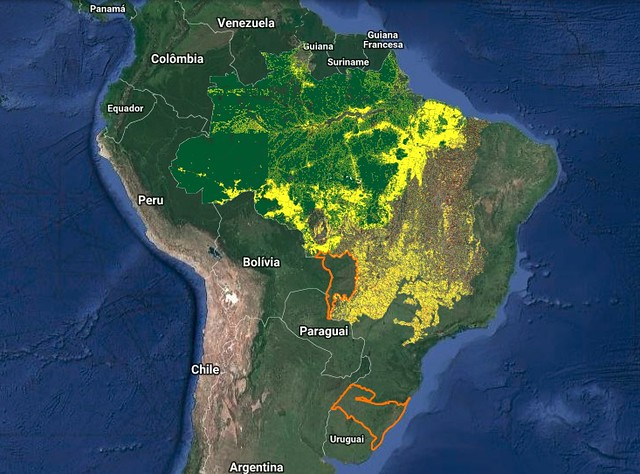 Panamá
Venezuela
Guiana
Guiana
Francesa
Suriname
Colômbia
Equador
Peru
Bolívia
Paraguai
Chile
Uruguai
Argentina